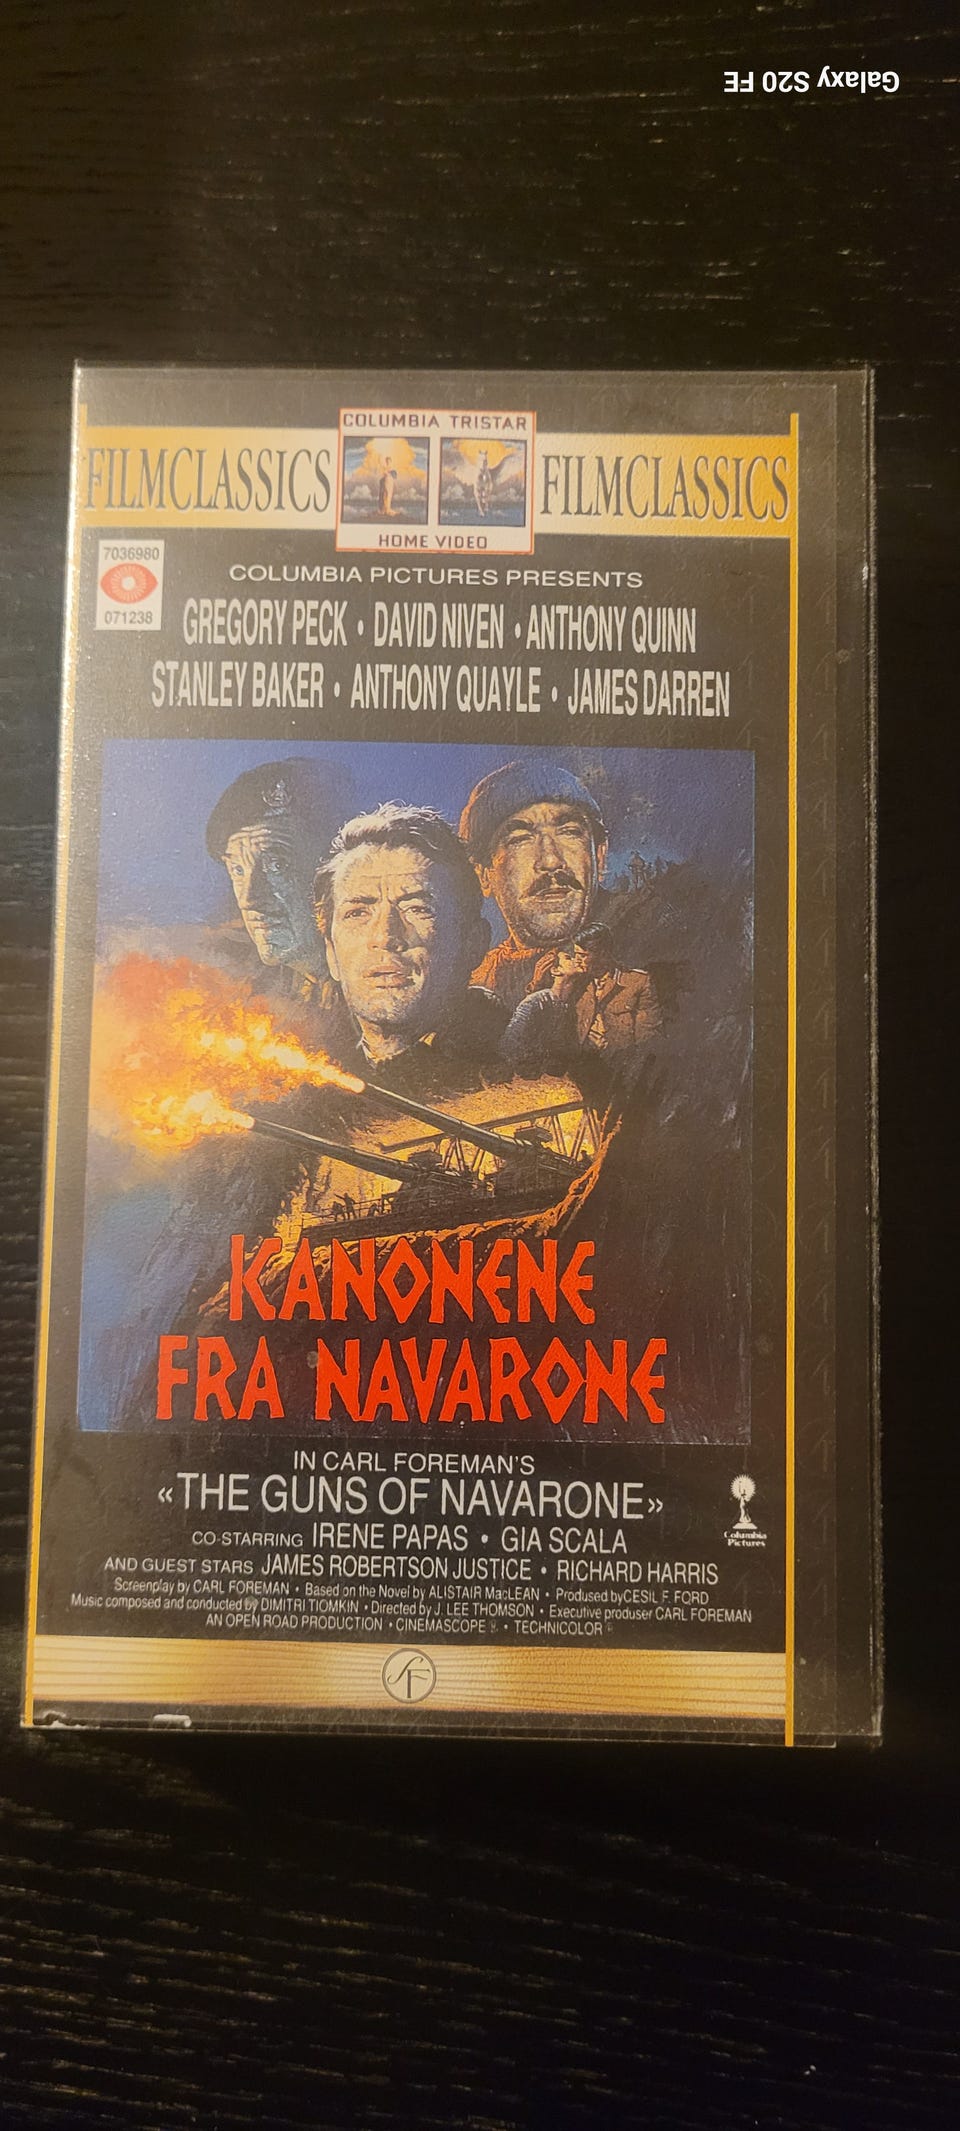 Galaxy S20 FE
COLUMBIA TRISTAR
FILMCLASSICS FILMCLASSICS
HOME VIDEO
7036980
071238
COLUMBIA PICTURES PRESENTS
GREGORY PECK • DAVID NIVEN • ANTHONY QUINN
STANLEY BAKER • ANTHONY QUAYLE • JAMES DARREN
KANONENE
FRA NAVARONE
IN CARL FOREMAN'S
«THE GUNS OF NAVARONE»
CO-STARRING IRENE PAPAS • GIA SCALA
AND GUEST STARS JAMES ROBERTSON JUSTICE • RICHARD HARRIS
Screenplay by CARL FOREMAN • Based on the Novel by ALISTAIR MacLEAN • Prodused by CESIL F. FORD
Music composed and conducted by DIMITRI TIOMKIN • Directed by J. LEE THOMSON • Executive produser CARL FOREMAN
AN OPEN ROAD PRODUCTION • CINEMASCOPE • TECHNICOLOR
Columbia
Pictures
SF